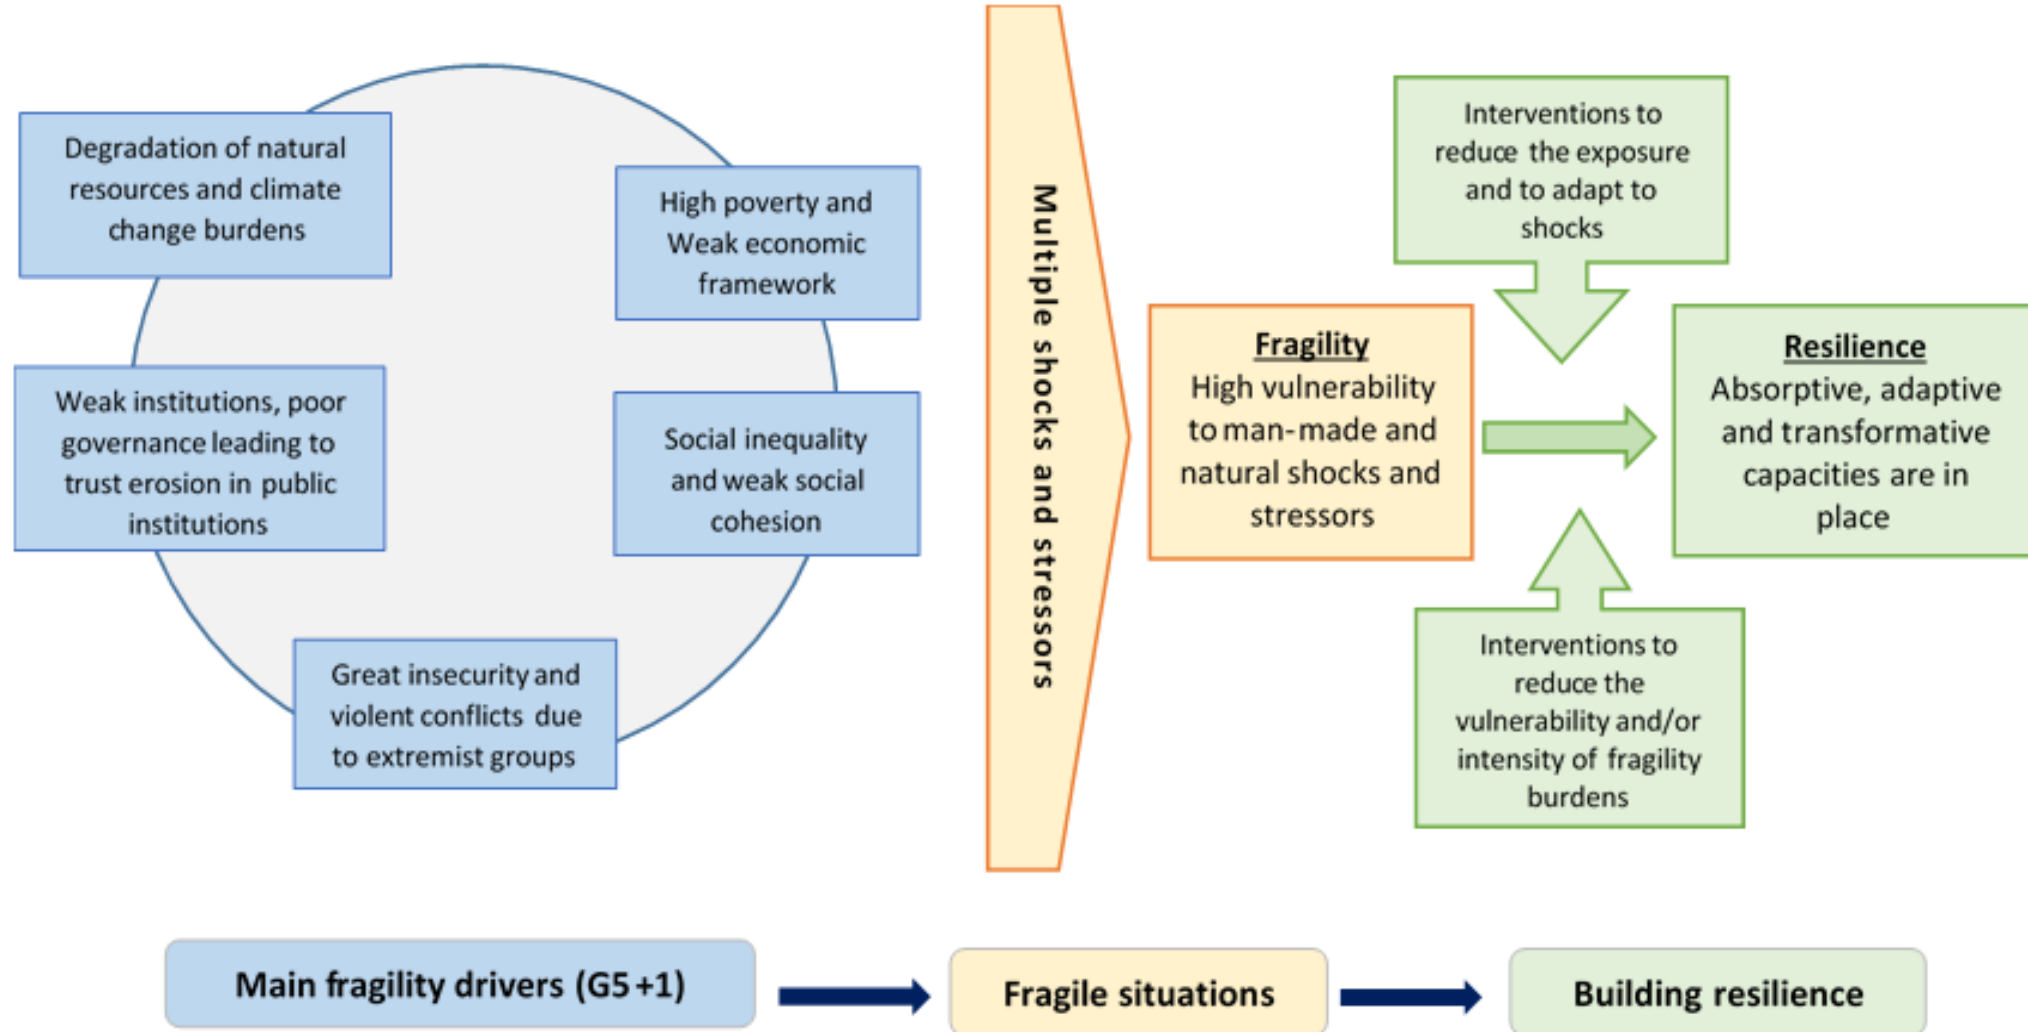 Degradation of natural
resources and climate
change burdens
High poverty and
Weak economic
framework
Weak institutions, poor
governance leading to
trust erosion in public
institutions
Social inequality
and weak social
cohesion
Great insecurity and
violent conflicts due
to extremist groups
Multiple shocks and stressors
Fragility
High vulnerability
to man-made and
natural shocks and
stressors
Interventions to
reduce the exposure
and to adapt to
shocks
Interventions to
reduce the
vulnerability and/or
intensity of fragility
burdens
Resilience
Absorptive, adaptive
and transformative
capacities are in
place
Main fragility drivers (G5+1)
Fragile situations
Building resilience